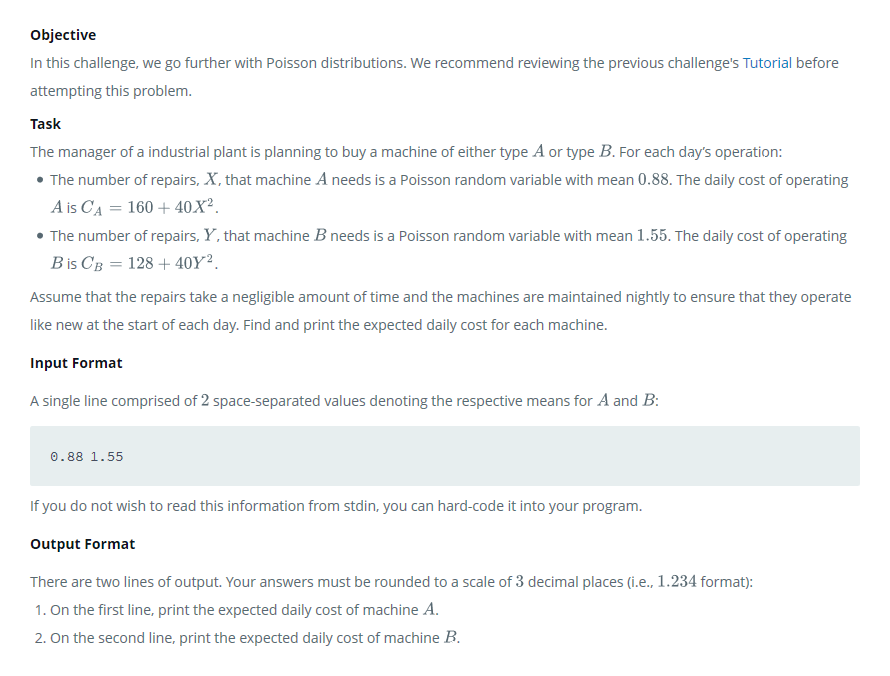 Objective
In this challenge, we go further with Poisson distributions. We recommend reviewing the previous challenge's Tutorial before
attempting this problem.
Task
The manager of a industrial plant is planning to buy a machine of either type A or type B. For each day's operation:
• The number of repairs, X, that machine A needs is a Poisson random variable with mean 0.88. The daily cost of operating
A is C_A = 160 + 40X².
• The number of repairs, Y, that machine B needs is a Poisson random variable with mean 1.55. The daily cost of operating
B is C_B = 128 + 40Y².
Assume that the repairs take a negligible amount of time and the machines are maintained nightly to ensure that they operate
like new at the start of each day. Find and print the expected daily cost for each machine.
Input Format
A single line comprised of 2 space-separated values denoting the respective means for A and B:
0.88 1.55
If you do not wish to read this information from stdin, you can hard-code it into your program.
Output Format
There are two lines of output. Your answers must be rounded to a scale of 3 decimal places (i.e., 1.234 format):
1. On the first line, print the expected daily cost of machine A.
2. On the second line, print the expected daily cost of machine B.